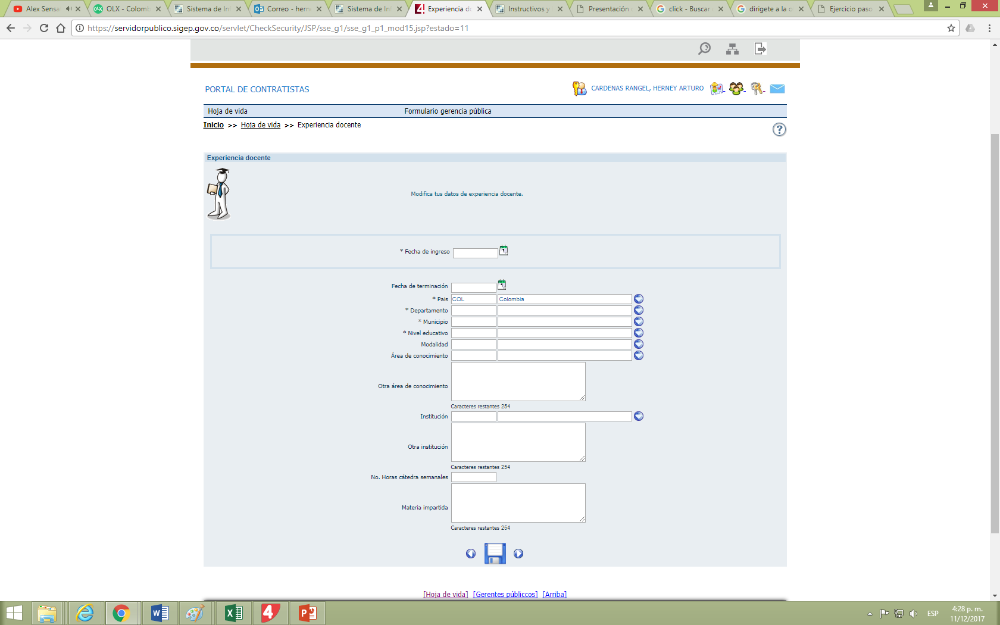 Alex Sensa
OLX - Colomb
Sistema de In
Correo - hern
Sistema de In
Experiencia do
Instructivos y
Presentación
click - Buscar
dirigete a la o
Ejercicio paso
https://servidorpublico.sigep.gov.co/servlet/CheckSecurity/JSP/sse_g1/sse_g1_p1_mod15.jsp?estado=11
PORTAL DE CONTRATISTAS
CARDENAS RANGEL, HERNEY ARTURO
Hoja de vida Formulario gerencia pública
Inicio >> Hoja de vida >> Experiencia docente
?
Experiencia docente
Modifica tus datos de experiencia docente.
* Fecha de ingreso
Fecha de terminación
* Pais COL Colombia
* Departamento
* Municipio
* Nivel educativo
Modalidad
Área de conocimiento
Otra área de conocimiento
Caracteres restantes 254
Institución
Otra institución
Caracteres restantes 254
No. Horas cátedra semanales
Materia impartida
Caracteres restantes 254
[Hoja de vida] [Gerentes públiccos] [Arriba]
ESP
4:28 p. m.
11/12/2017